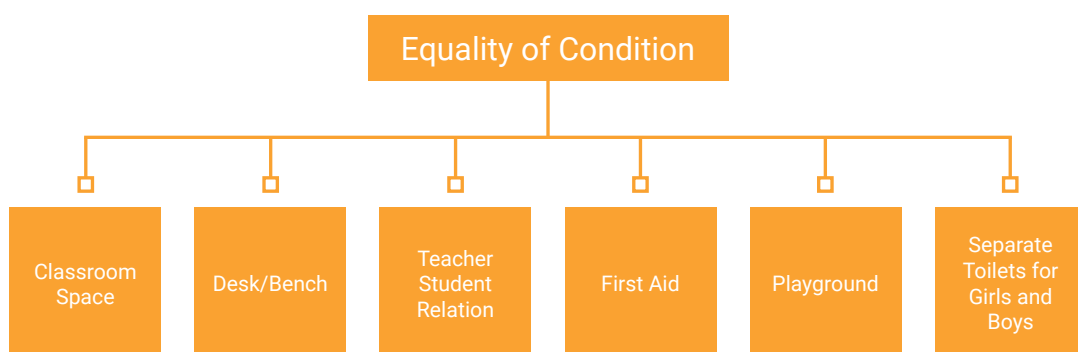 Equality of Condition
Classroom
Space
Desk/Bench
Teacher
Student
Relation
First Aid
Playground
Separate
Toilets for
Girls and
Boys